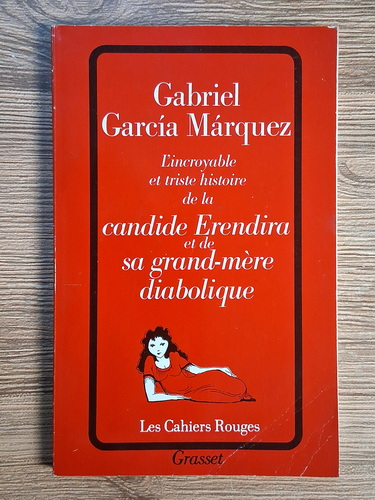 Gabriel
García Márquez
L'incroyable
et triste histoire
de la
candide Erendira
et de
sa grand-mère
diabolique
Les Cahiers Rouges
Grasset